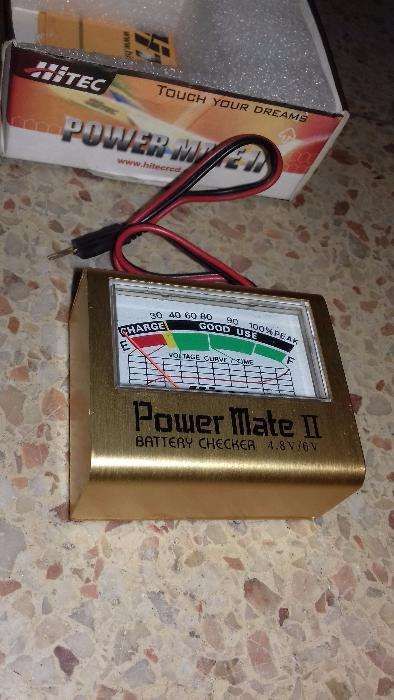 HiTEC
TOUCH YOUR DREAMS
POWER-MATE II
www.hitecrcd
30 40 60 80 90 100% PEAK
CHARGE GOOD USE
E F
VOLTAGE CURVE / TIME
Power Mate II
BATTERY CHECKER 4.8V/6V